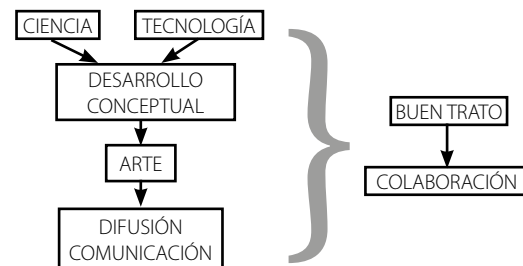 CIENCIA
TECNOLOGÍA
DESARROLLO
CONCEPTUAL
ARTE
DIFUSIÓN
COMUNICACIÓN
BUEN TRATO
COLABORACIÓN